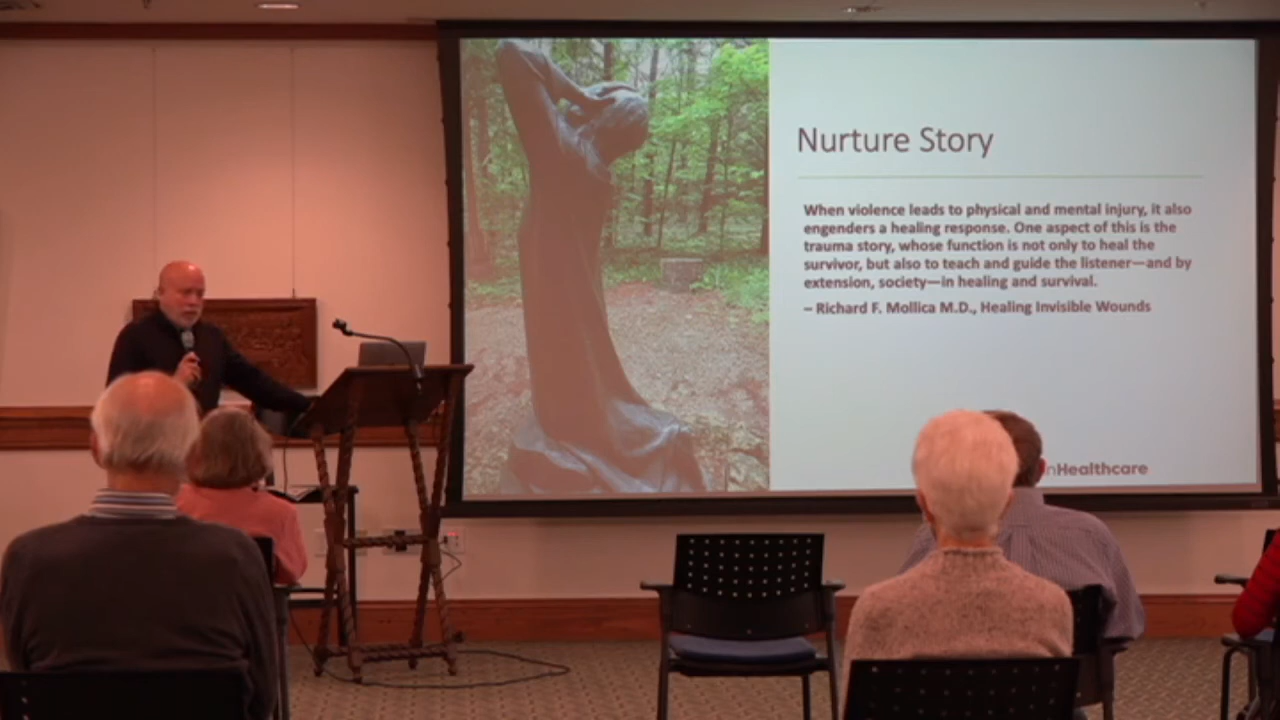 Nurture Story
When violence leads to physical and mental injury, it also
engenders a healing response. One aspect of this is the
trauma story, whose function is not only to heal the
survivor, but also to teach and guide the listener—and by
extension, society—in healing and survival.
– Richard F. Mollica M.D., Healing Invisible Wounds
nHealthcare